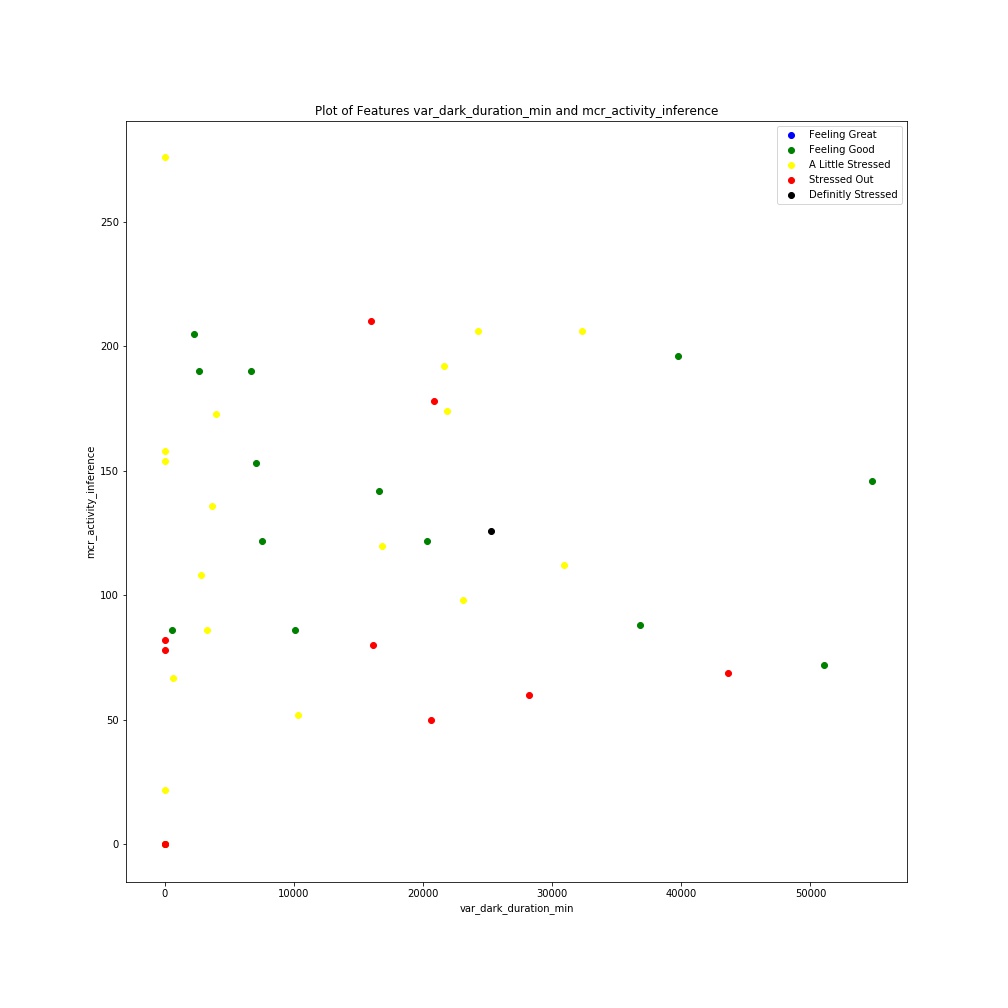 Plot of Features var_dark_duration_min and mcr_activity_inference
Feeling Great
Feeling Good
A Little Stressed
Stressed Out
Definitly Stressed
250
200
150
100
50
0
mcr_activity_inference
0 10000 20000 30000 40000 50000
var_dark_duration_min